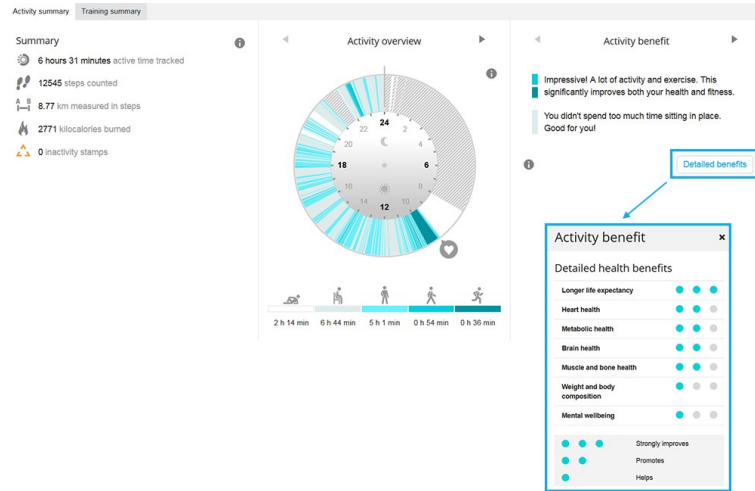 Activity summary
Training summary
Summary
6 hours 31 minutes active time tracked
12545 steps counted
A B
8.77 km measured in steps
2771 kilocalories burned
0 inactivity stamps
Activity overview
24
22 2
20 4
18 6
16 8
14 10
12
2 h 14 min 6 h 44 min 5 h 1 min 0 h 54 min 0 h 36 min
Activity benefit
Impressive! A lot of activity and exercise. This
significantly improves both your health and fitness.
You didn't spend too much time sitting in place.
Good for you!
Detailed benefits
Activity benefit ×
Detailed health benefits
Longer life expectancy
Heart health
Metabolic health
Brain health
Muscle and bone health
Weight and body
composition
Mental wellbeing
Strongly improves
Promotes
Helps